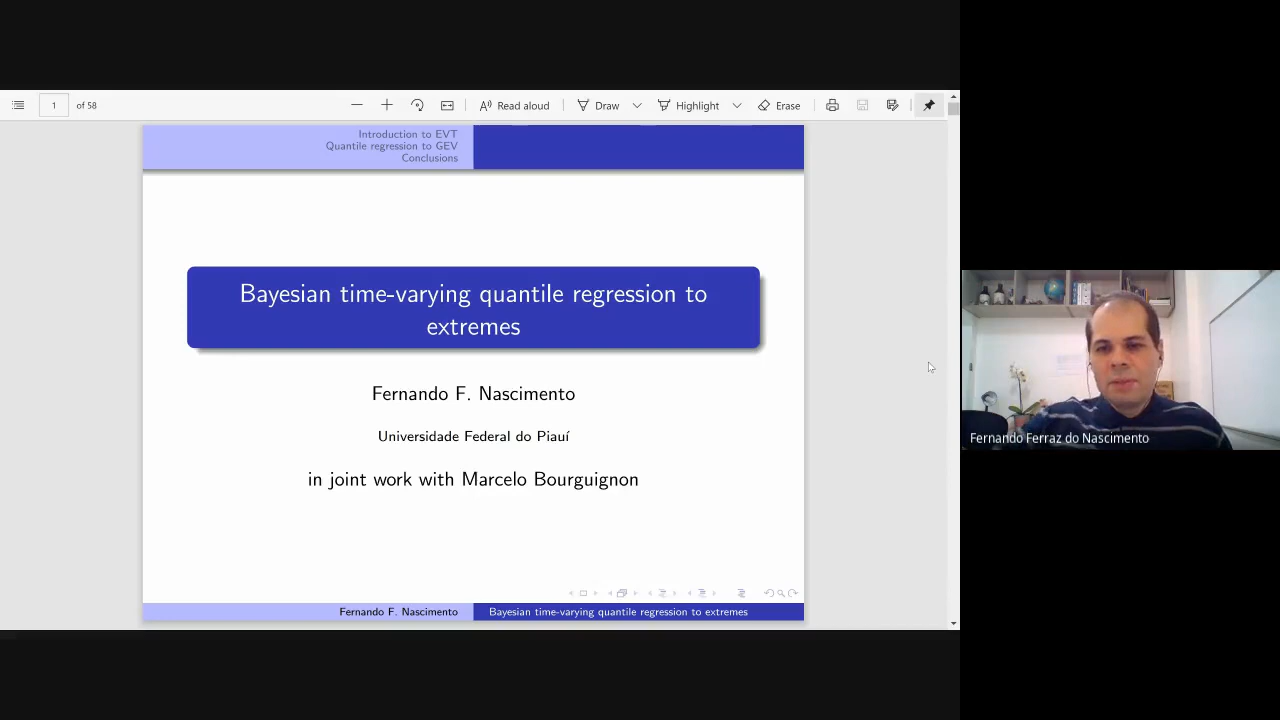 1 of 58
Read aloud
Draw
Highlight
Erase
Introduction to EVT
Quantile regression to GEV
Conclusions
Bayesian time-varying quantile regression to
extremes
Fernando F. Nascimento
Universidade Federal do Piauí
in joint work with Marcelo Bourguignon
Fernando F. Nascimento
Bayesian time-varying quantile regression to extremes
Fernando Ferraz do Nascimento